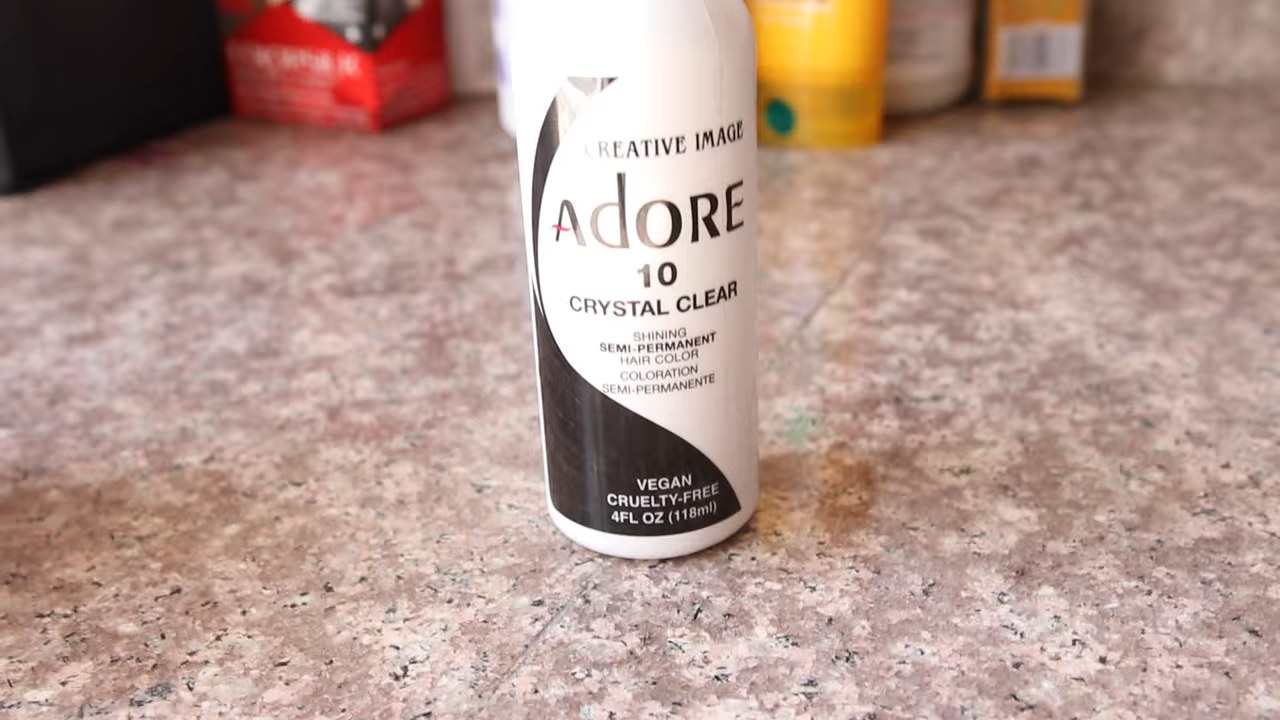 CREATIVE IMAGE
AdORE
10
CRYSTAL CLEAR
SHINING
SEMI-PERMANENT
HAIR COLOR
COLORATION
SEMI-PERMANENTE
VEGAN
CRUELTY-FREE
4FL OZ (118ml)